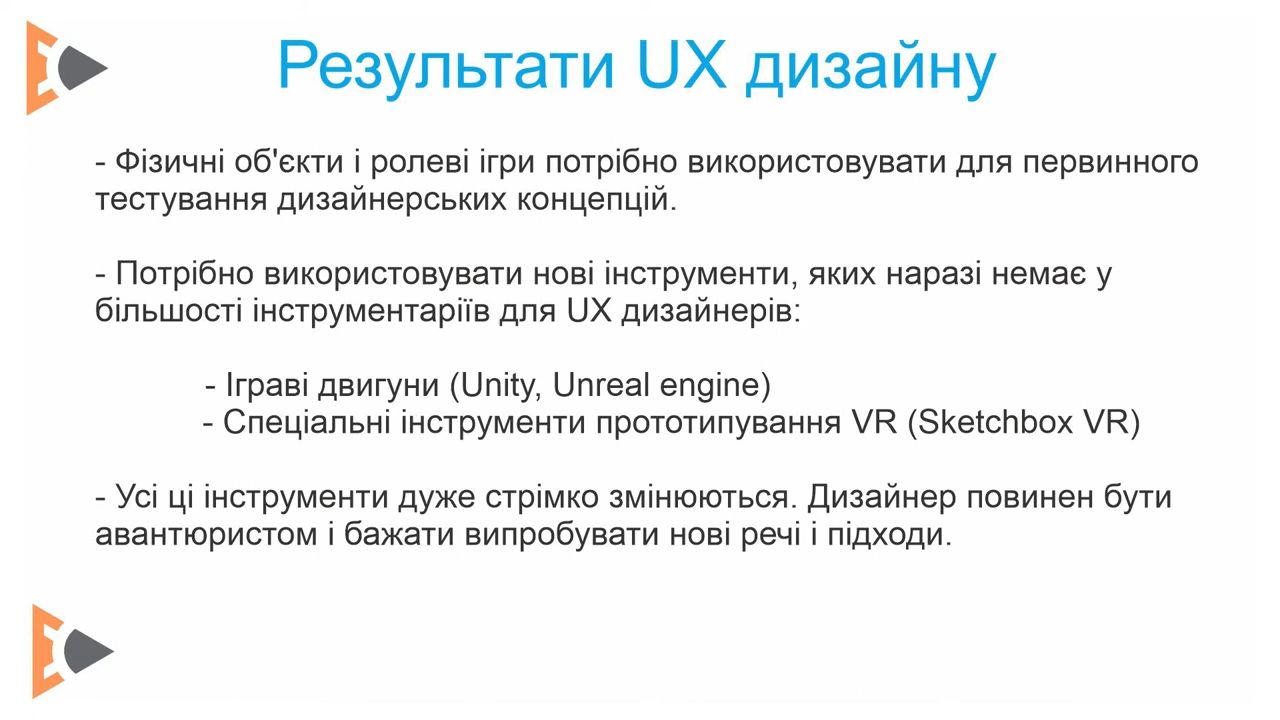 Результати UX дизайну
- Фізичні об'єкти і ролеві ігри потрібно використовувати для первинного
тестування дизайнерських концепцій.
- Потрібно використовувати нові інструменти, яких наразі немає у
більшості інструментаріїв для UX дизайнерів:
- Іграві двигуни (Unity, Unreal engine)
- Спеціальні інструменти прототипування VR (Sketchbox VR)
- Усі ці інструменти дуже стрімко змінюються. Дизайнер повинен бути
авантюристом і бажати випробувати нові речі і підходи.